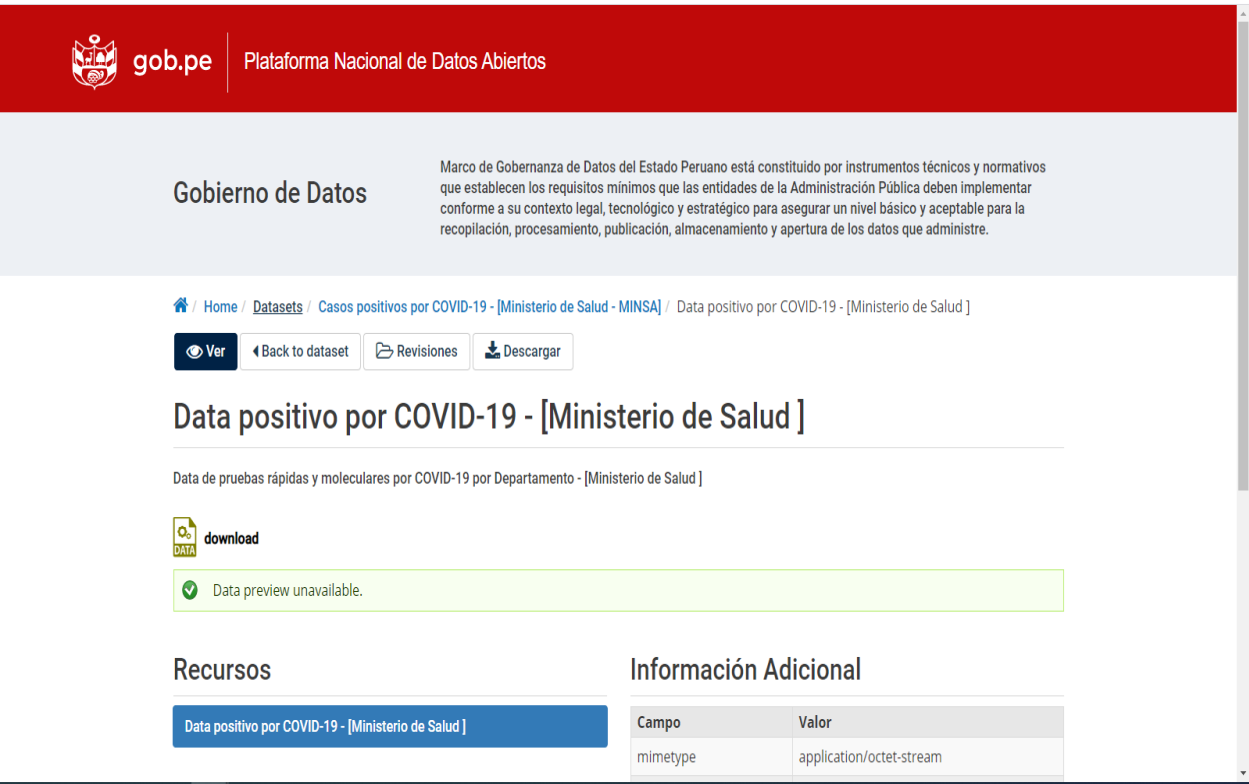 gob.pe
Plataforma Nacional de Datos Abiertos
Gobierno de Datos
Marco de Gobernanza de Datos del Estado Peruano está constituido por instrumentos técnicos y normativos
que establecen los requisitos mínimos que las entidades de la Administración Pública deben implementar
conforme a su contexto legal, tecnológico y estratégico para asegurar un nivel básico y aceptable para la
recopilación, procesamiento, publicación, almacenamiento y apertura de los datos que administre.
/ Home / Datasets / Casos positivos por COVID-19 - [Ministerio de Salud - MINSA] / Data positivo por COVID-19 - [Ministerio de Salud ]
Ver
Back to dataset
Revisiones
Descargar
Data positivo por COVID-19 - [Ministerio de Salud ]
Data de pruebas rápidas y moleculares por COVID-19 por Departamento - [Ministerio de Salud ]
DATA
download
Data preview unavailable.
Recursos
Data positivo por COVID-19 - [Ministerio de Salud ]
Información Adicional
Campo Valor
mimetype application/octet-stream